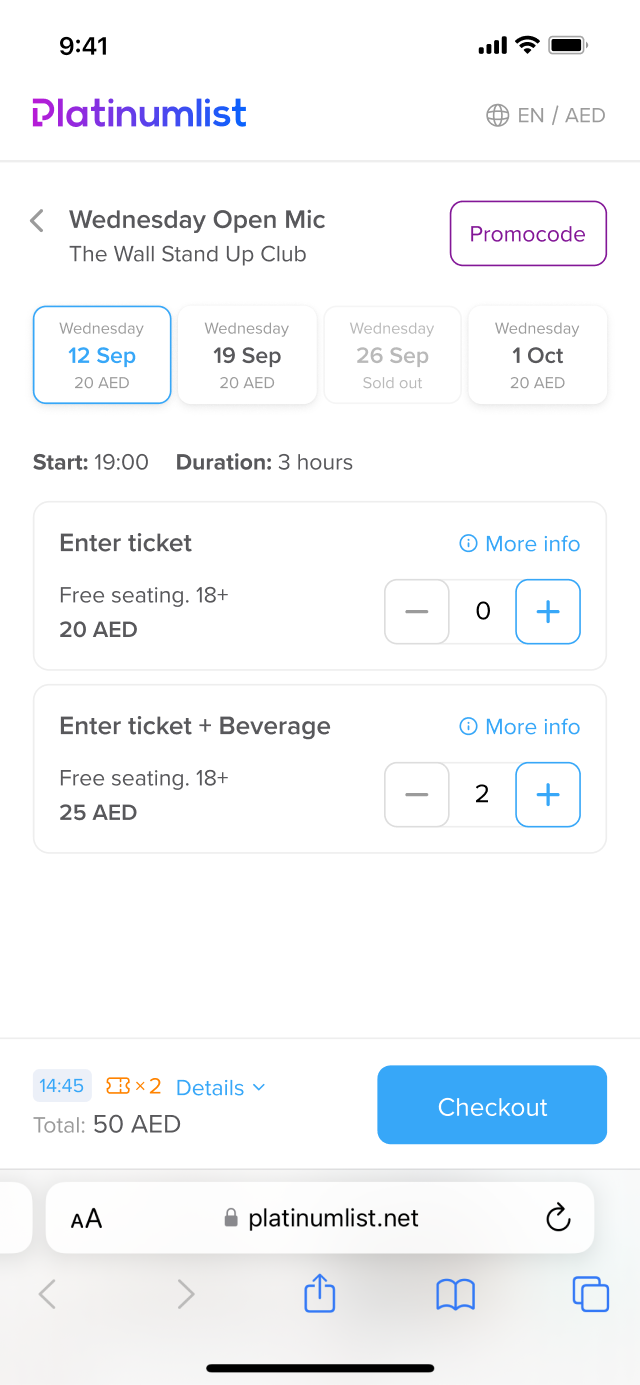 9:41
Platinumlist
EN / AED
Wednesday Open Mic
The Wall Stand Up Club
Promocode
Wednesday
12 Sep
20 AED
Wednesday
19 Sep
20 AED
Wednesday
26 Sep
Sold out
Wednesday
1 Oct
20 AED
Start: 19:00 Duration: 3 hours
Enter ticket
More info
Free seating. 18+
20 AED
0
Enter ticket + Beverage
More info
Free seating. 18+
25 AED
2
14:45 × 2 Details
Total: 50 AED
Checkout
AA
platinumlist.net